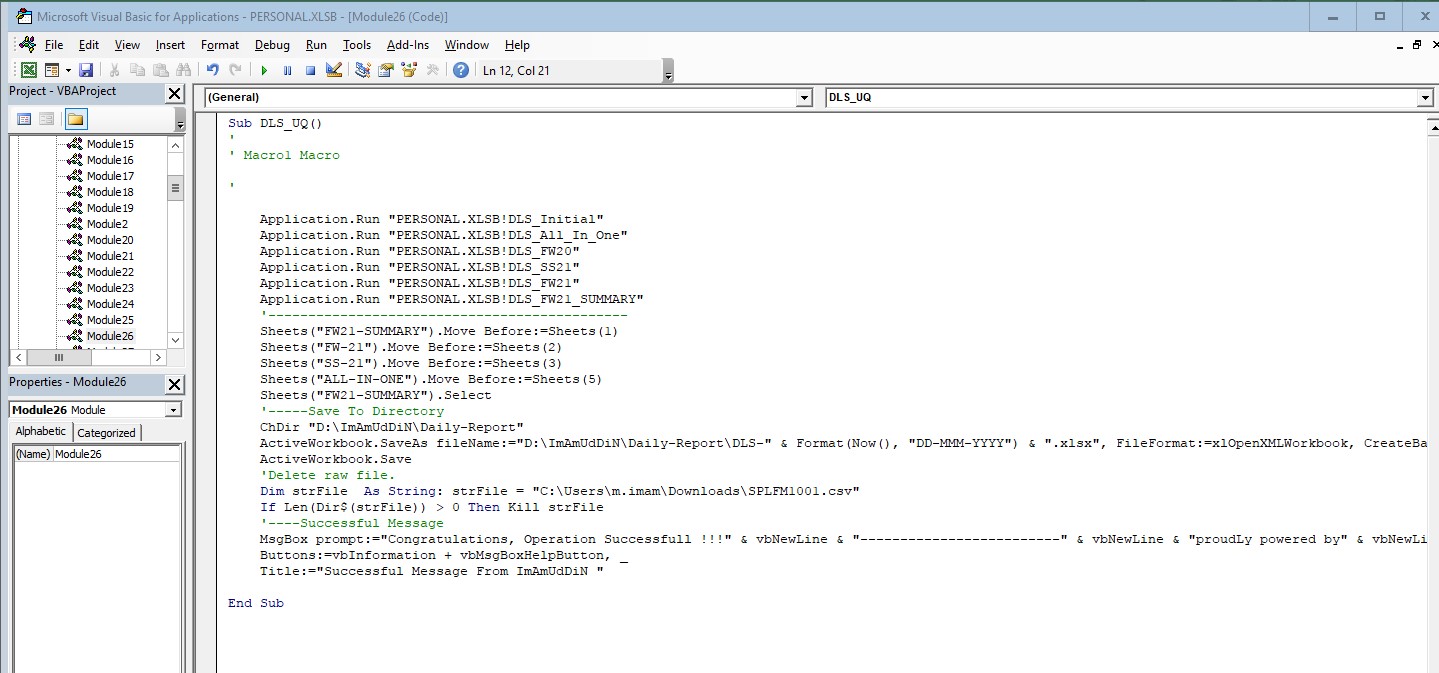 Microsoft Visual Basic for Applications - PERSONAL.XLSB - [Module26 (Code)]
File Edit View Insert Format Debug Run Tools Add-Ins Window Help
Ln 12, Col 21
Project - VBAProject
Module15
Module16
Module17
Module18
Module19
Module2
Module20
Module21
Module22
Module23
Module24
Module25
Module26
Properties - Module26
Module26 Module
Alphabetic Categorized
(Name) Module26
(General) DLS_UQ
Sub DLS_UQ()
'
' Macro1 Macro
'
Application.Run "PERSONAL.XLSB!DLS_Initial"
Application.Run "PERSONAL.XLSB!DLS_All_In_One"
Application.Run "PERSONAL.XLSB!DLS_FW20"
Application.Run "PERSONAL.XLSB!DLS_SS21"
Application.Run "PERSONAL.XLSB!DLS_FW21"
Application.Run "PERSONAL.XLSB!DLS_FW21_SUMMARY"
'---------------------------------------------
Sheets("FW21-SUMMARY").Move Before:=Sheets(1)
Sheets("FW-21").Move Before:=Sheets(2)
Sheets("SS-21").Move Before:=Sheets(3)
Sheets("ALL-IN-ONE").Move Before:=Sheets(5)
Sheets("FW21-SUMMARY").Select
'-----Save To Directory
ChDir "D:\ImAmUdDiN\Daily-Report"
ActiveWorkbook.SaveAs fileName:="D:\ImAmUdDiN\Daily-Report\DLS-" & Format(Now(), "DD-MMM-YYYY") & ".xlsx", FileFormat:=xlOpenXMLWorkbook, CreateBa
ActiveWorkbook.Save
'Delete raw file.
Dim strFile  As String: strFile = "C:\Users\m.imam\Downloads\SPLFM1001.csv"
If Len(Dir$(strFile)) > 0 Then Kill strFile
'----Successful Message
MsgBox prompt:="Congratulations, Operation Successfull !!!" & vbNewLine & "-------------------------" & vbNewLine & "proudLy powered by" & vbNewLi
Buttons:=vbInformation + vbMsgBoxHelpButton, _
Title:="Successful Message From ImAmUdDiN "
End Sub